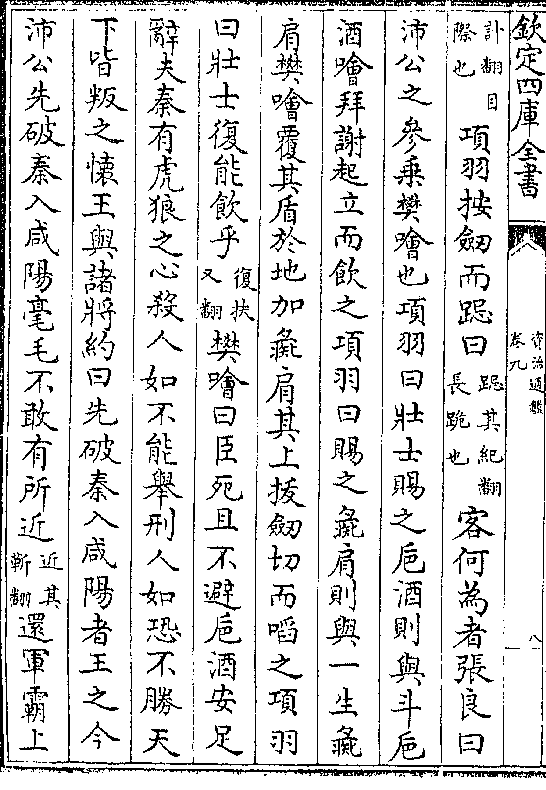 欽定四庫全書
資治通鑑
卷九
八
計翻目際也項羽按劒而跽曰跽其紀翻長跪也客何為者張良曰
沛公之參乗樊噲也項羽曰壯士賜之巵酒則與斗巵
酒噲拜謝起立而飲之項羽曰賜之彘肩則與一生彘
肩樊噲覆其盾於地加彘肩其上拔劒切而啗之項羽
曰壯士復能飲乎復扶又翻樊噲曰臣死且不避巵酒安足
辭夫秦有虎狼之心殺人如不能舉刑人如恐不勝天
下皆叛之懷王與諸將約曰先破秦入咸陽者王之今
沛公先破秦入咸陽毫毛不敢有所近近其靳翻還軍霸上